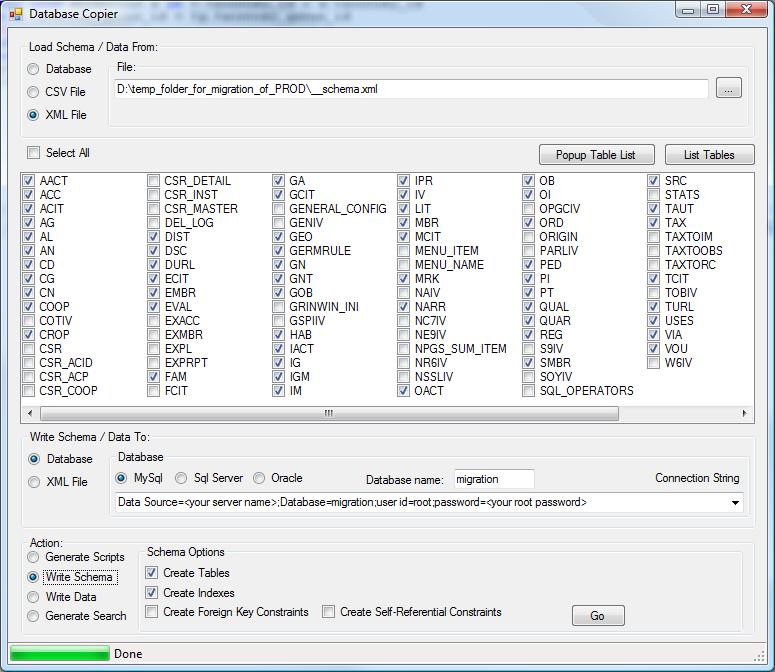 Database Copier
Load Schema / Data From:
Database
CSV File
XML File
File:
D:\temp_folder_for_migration_of_PROD\__schema.xml
...
Select All
Popup Table List
List Tables
AACT
ACC
ACIT
AG
AL
AN
CD
CG
CN
COOP
COTIV
CROP
CSR
CSR_ACID
CSR_ACP
CSR_COOP
CSR_DETAIL
CSR_INST
CSR_MASTER
DEL_LOG
DIST
DSC
DURL
ECIT
EMBR
EVAL
EXACC
EXMBR
EXPL
EXPRPT
FAM
FCIT
GA
GCIT
GENERAL_CONFIG
GENIV
GEO
GERMRULE
GN
GNT
GOB
GRINWIN_INI
GSPIIV
HAB
IACT
IG
IGM
IM
IPR
IV
LIT
MBR
MCIT
MENU_ITEM
MENU_NAME
MRK
NAIV
NARR
NC7IV
NE9IV
NPGS_SUM_ITEM
NR6IV
NSSLIV
OACT
OB
OI
OPGCIV
ORD
ORIGIN
PARLIV
PED
PI
PT
QUAL
QUAR
REG
S9IV
SMBR
SOYIV
SQL_OPERATORS
SRC
STATS
TAUT
TAX
TAXTOIM
TAXTOOBS
TAXTORC
TCIT
TOBIV
TURL
USES
VIA
VOU
W6IV
Write Schema / Data To:
Database
XML File
Database
MySql
Sql Server
Oracle
Database name:
migration
Connection String
Data Source=<your server name>;Database=migration;user id=root;password=<your root password>
Action:
Generate Scripts
Write Schema
Write Data
Generate Search
Schema Options
Create Tables
Create Indexes
Create Foreign Key Constraints
Create Self-Referential Constraints
Go
Done